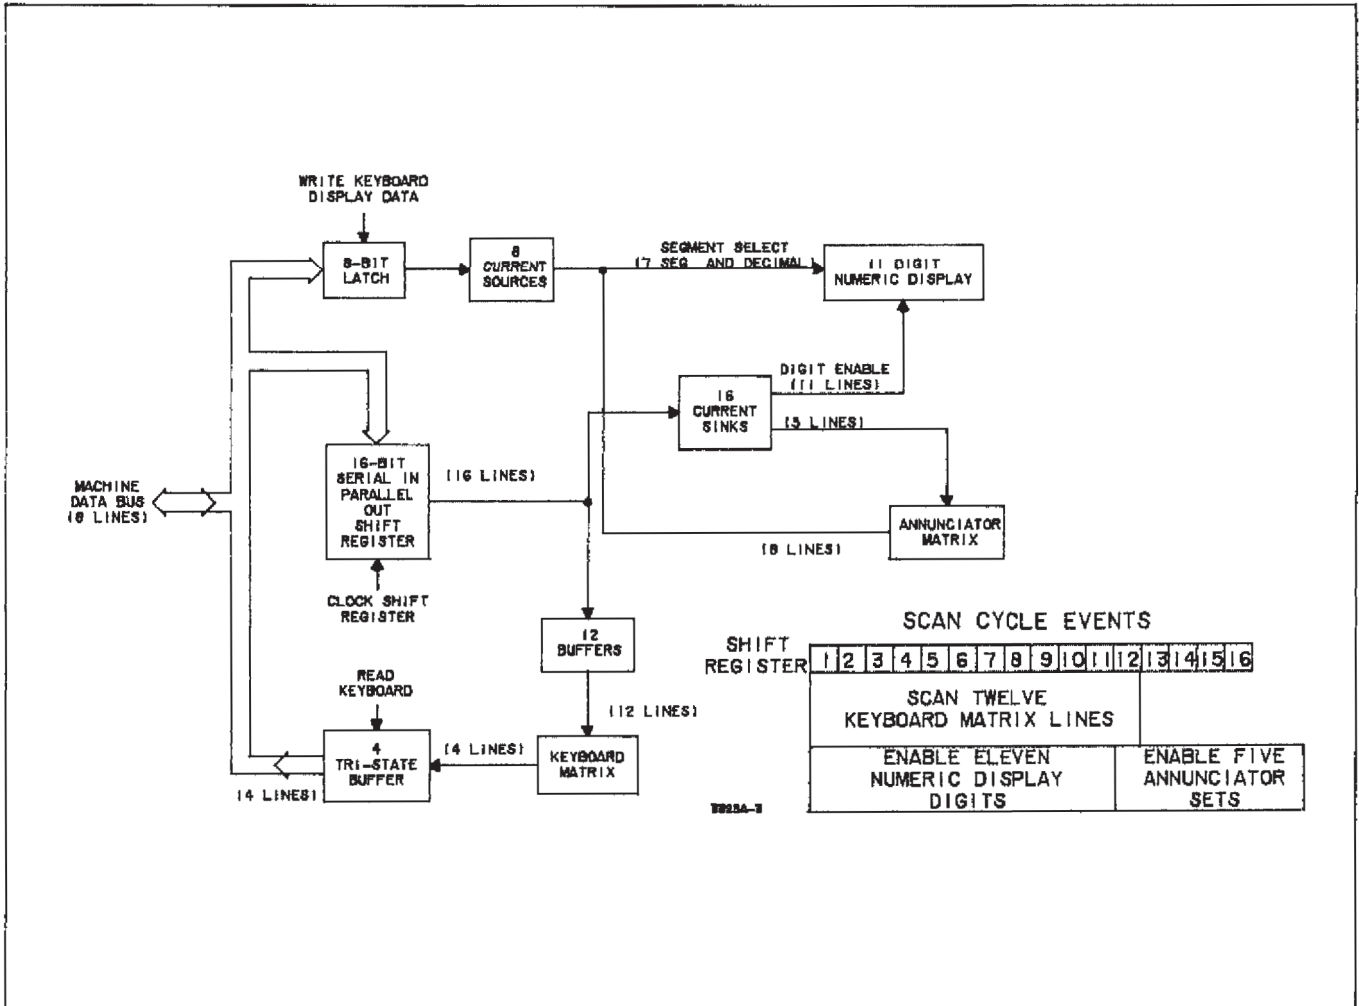 WRITE KEYBOARD
DISPLAY DATA
8-BIT
LATCH
8
CURRENT
SOURCES
SEGMENT SELECT
(7 SEG AND DECIMAL)
11 DIGIT
NUMERIC DISPLAY
DIGIT ENABLE
(11 LINES)
16
CURRENT
SINKS
(5 LINES)
16-BIT
SERIAL IN
PARALLEL
OUT
SHIFT
REGISTER
(16 LINES)
MACHINE
DATA BUS
(8 LINES)
ANNUNCIATOR
MATRIX
(8 LINES)
CLOCK SHIFT
REGISTER
12
BUFFERS
READ
KEYBOARD
(12 LINES)
4
TRI-STATE
BUFFER
(4 LINES)
KEYBOARD
MATRIX
(4 LINES)
SCAN CYCLE EVENTS
SHIFT
REGISTER
1 2 3 4 5 6 7 8 9 10 11 12 13 14 15 16
SCAN TWELVE
KEYBOARD MATRIX LINES
ENABLE ELEVEN
NUMERIC DISPLAY
DIGITS
ENABLE FIVE
ANNUNCIATOR
SETS